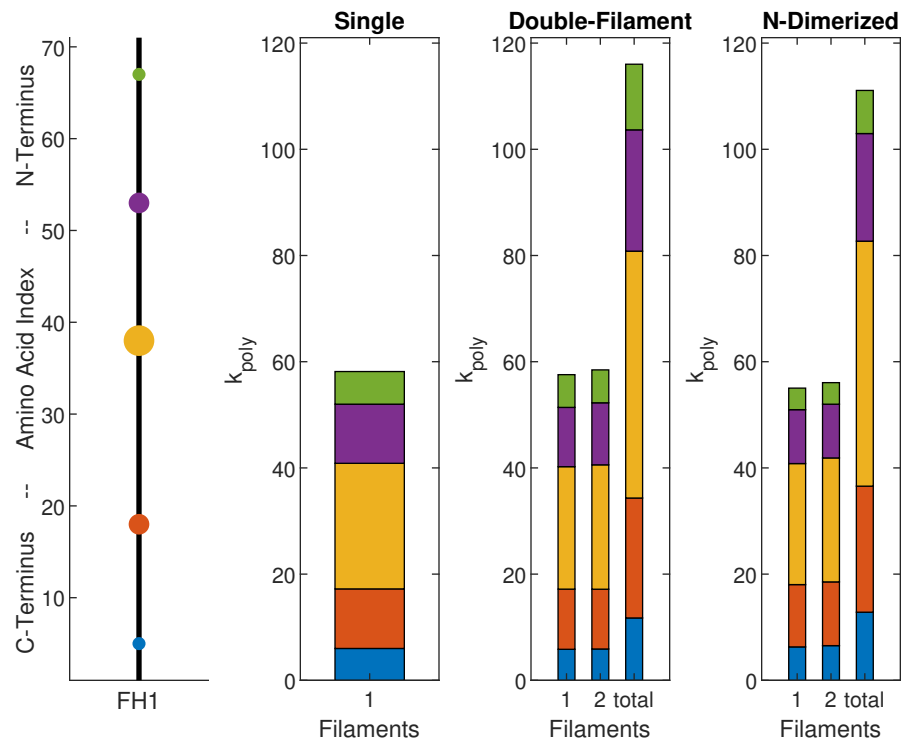 Single
Double-Filament
N-Dimerized
C-Terminus -- Amino Acid Index -- N-Terminus
70
60
50
40
30
20
10
FH1
k_poly
120
100
80
60
40
20
0
1
Filaments
k_poly
120
100
80
60
40
20
0
1 2 total
Filaments
k_poly
120
100
80
60
40
20
0
1 2 total
Filaments